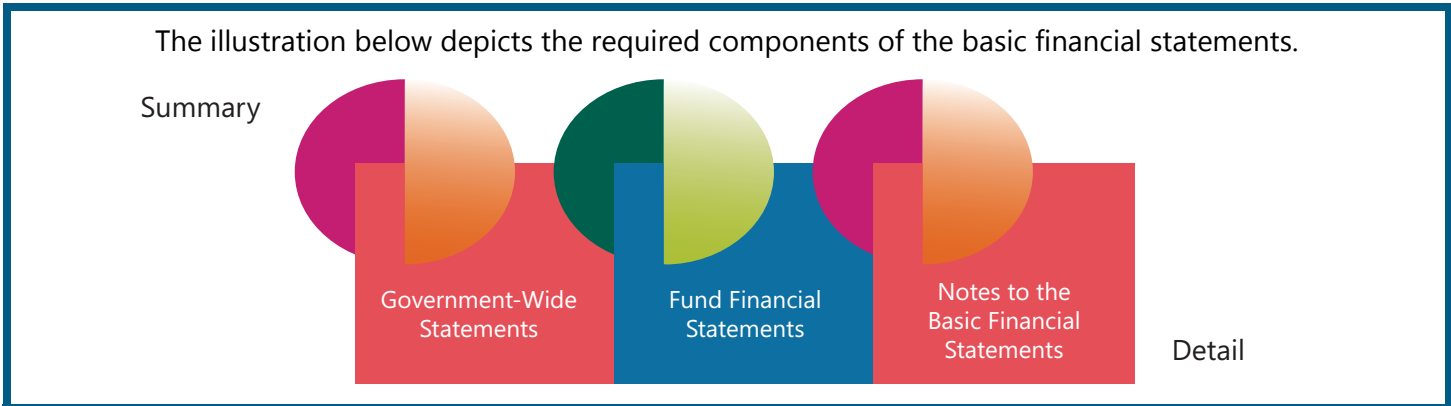 The illustration below depicts the required components of the basic financial statements.
Summary
Government-Wide
Statements
Fund Financial
Statements
Notes to the
Basic Financial
Statements
Detail